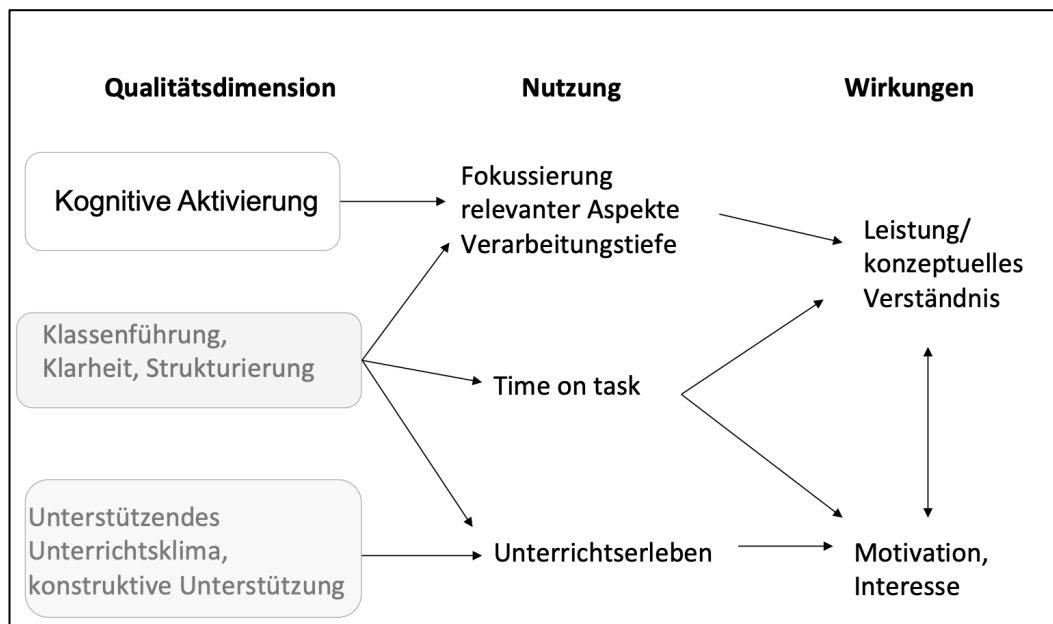 Qualitätsdimension
Nutzung
Wirkungen
Kognitive Aktivierung
Fokussierung
relevanter Aspekte
Verarbeitungstiefe
Leistung/
konzeptuelles
Verständnis
Klassenführung,
Klarheit, Strukturierung
Time on task
Unterstützendes
Unterrichtsklima,
konstruktive Unterstützung
Unterrichtserleben
Motivation,
Interesse